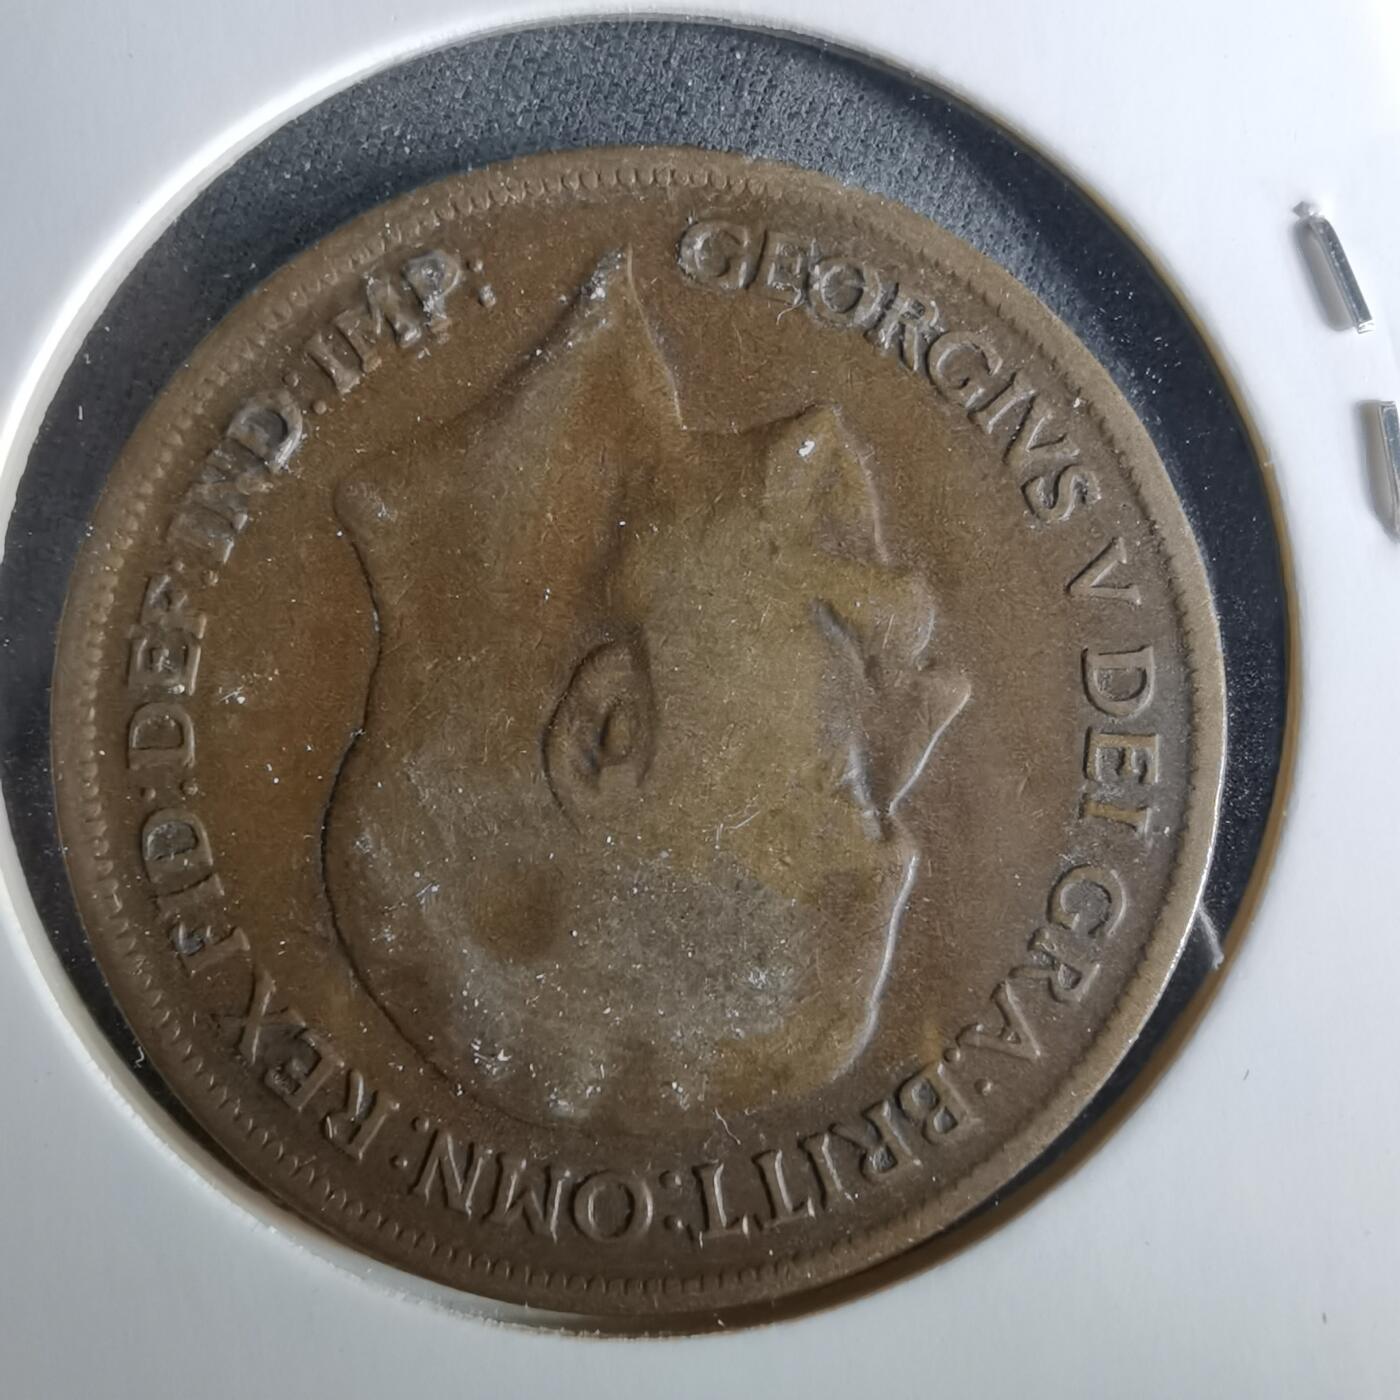 GEORGIVS V DEI GRA:BRITT:OMN:REX FID:DEF:IND:IMP: